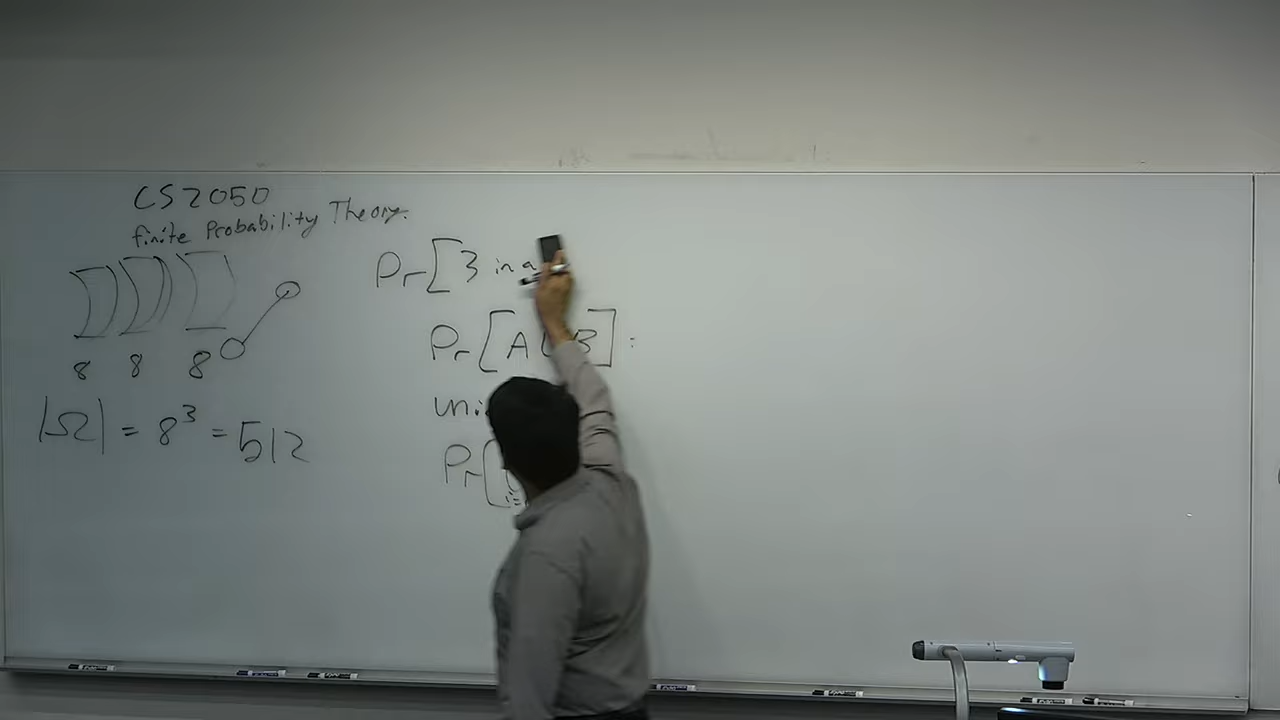 CS2050
finite Probability Theory.
8 8 8
|Ω| = 8³ = 512
Pr[3 in a
Pr[A ∪ B] :
Pr[
i=